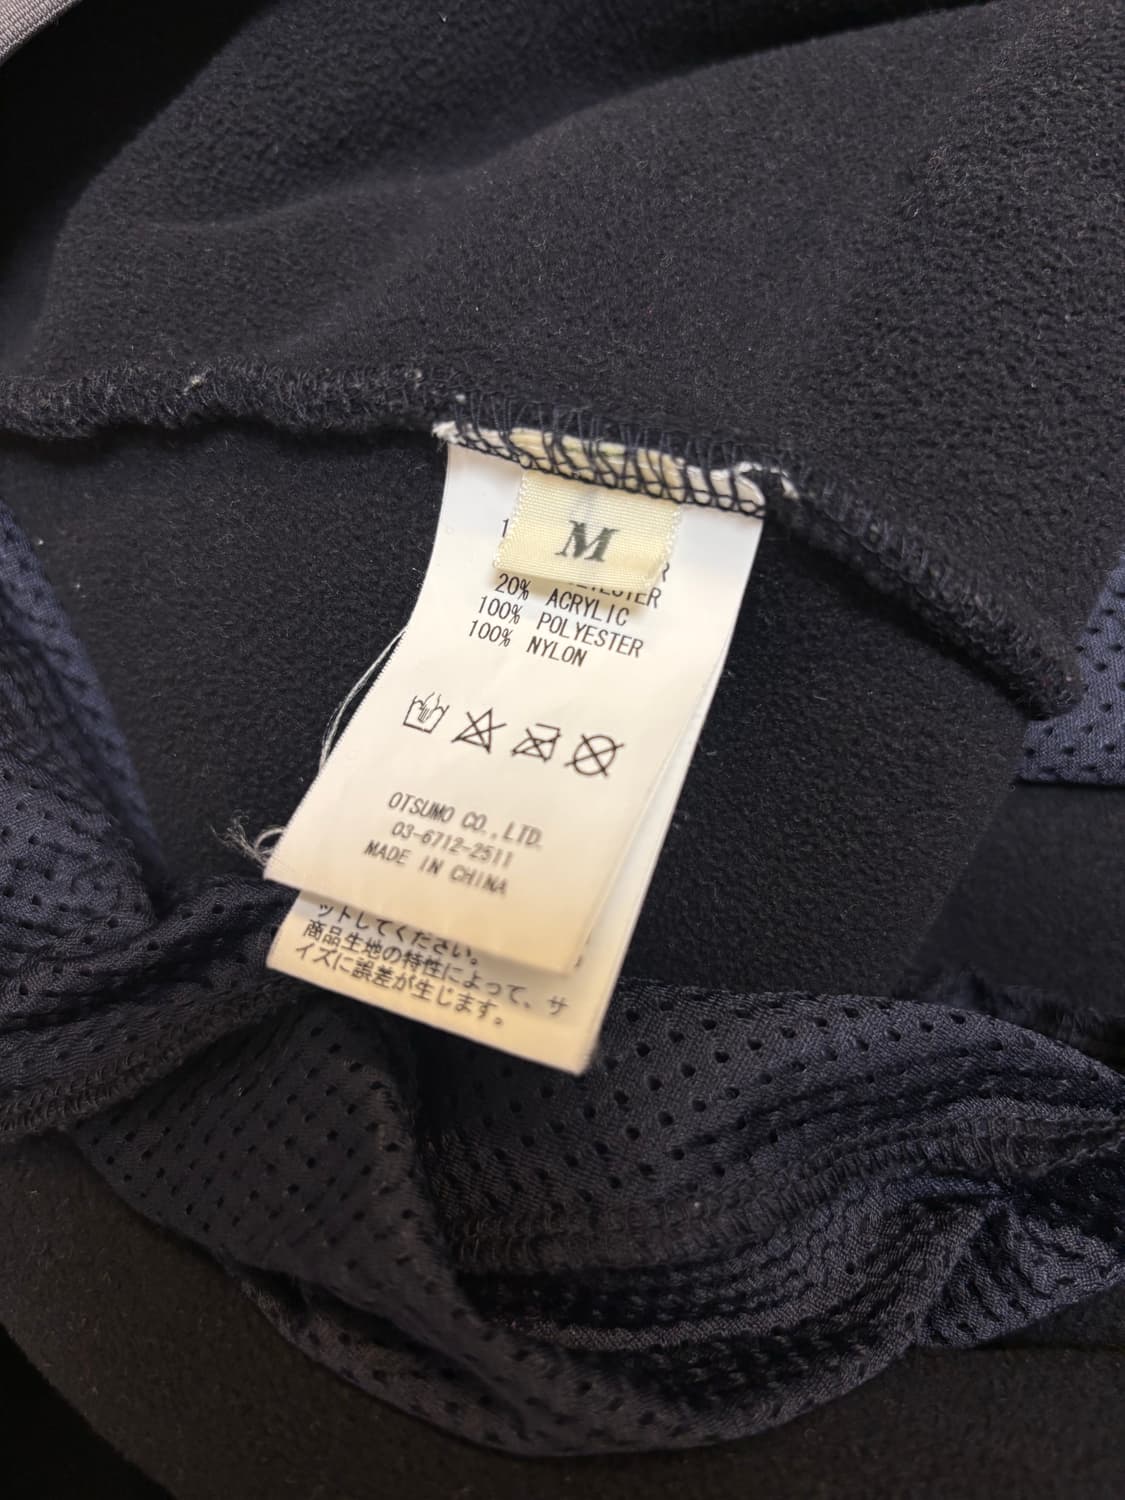 M
20% ACRYLIC
100% POLYESTER
100% NYLON
OTSUMO CO.,LTD.
03-6712-2511
MADE IN CHINA
ットしてください。
商品生地の特性によって、サ
イズに誤差が生じます。